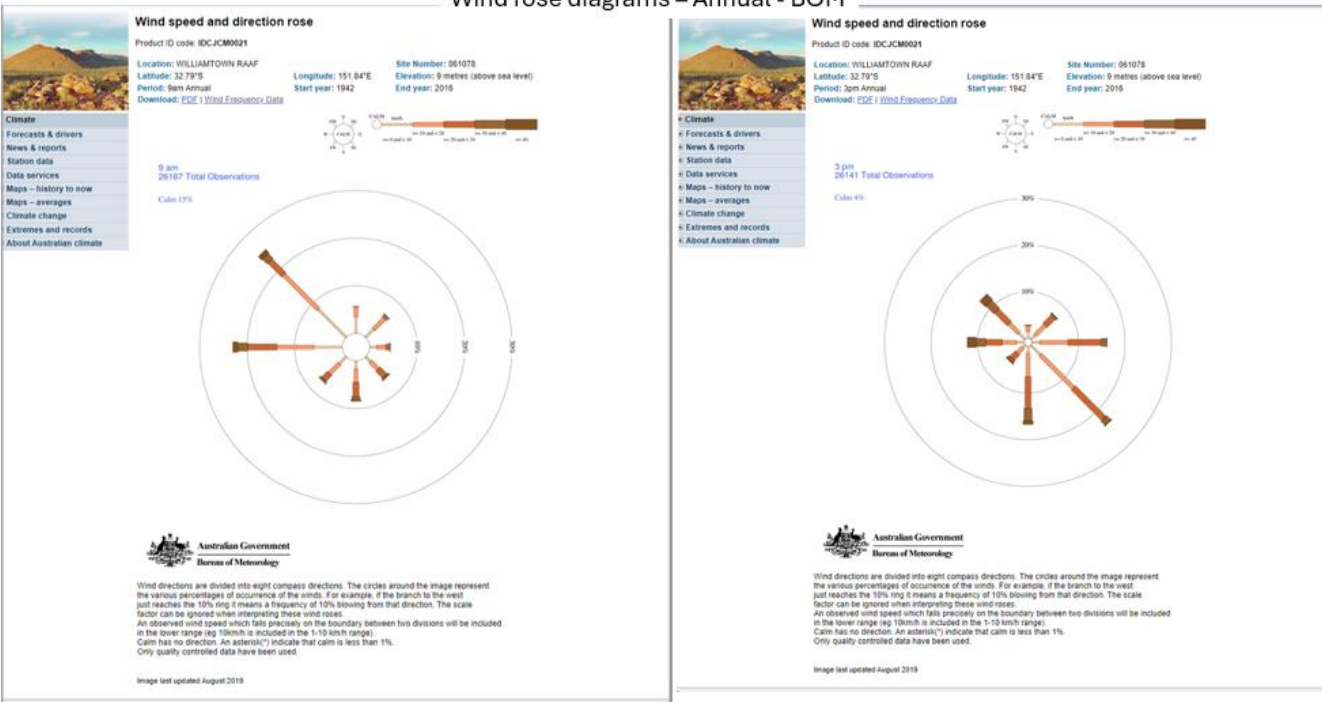 Wind rose diagrams – Annual - BOM
Wind speed and direction rose
Product ID code: IDCJCM0021
Location: WILLIAMTOWN RAAF
Site Number: 061078
Latitude: 32.79°S
Longitude: 151.84°E
Elevation: 9 metres (above sea level)
Period: 9am Annual
Start year: 1942
End year: 2016
Download: PDF | Wind Frequency Data
Climate
Forecasts & drivers
News & reports
Station data
Data services
Maps – history to now
Maps – averages
Climate change
Extremes and records
About Australian climate
CALM
CALM km/h
9 am
26167 Total Observations
Calm 15%
10%
20%
30%
Australian Government
Bureau of Meteorology
Wind directions are divided into eight compass directions. The circles around the image represent
the various percentages of occurrence of the winds. For example, if the branch to the west
just reaches the 10% ring it means a frequency of 10% blowing from that direction. The scale
factor can be ignored when interpreting these wind roses.
An observed wind speed which falls precisely on the boundary between two divisions will be included
in the lower range (eg 10km/h is included in the 1-10 km/h range).
Calm has no direction. An asterisk(*) indicate that calm is less than 1%.
Only quality controlled data have been used.
Image last updated August 2019
Wind speed and direction rose
Product ID code: IDCJCM0021
Location: WILLIAMTOWN RAAF
Site Number: 061078
Latitude: 32.79°S
Longitude: 151.84°E
Elevation: 9 metres (above sea level)
Period: 3pm Annual
Start year: 1942
End year: 2016
Download: PDF | Wind Frequency Data
Climate
Forecasts & drivers
News & reports
Station data
Data services
Maps – history to now
Maps – averages
Climate change
Extremes and records
About Australian climate
CALM
CALM km/h
3 pm
26141 Total Observations
Calm 4%
30%
20%
10%
Australian Government
Bureau of Meteorology
Wind directions are divided into eight compass directions. The circles around the image represent
the various percentages of occurrence of the winds. For example, if the branch to the west
just reaches the 10% ring it means a frequency of 10% blowing from that direction. The scale
factor can be ignored when interpreting these wind roses.
An observed wind speed which falls precisely on the boundary between two divisions will be included
in the lower range (eg 10km/h is included in the 1-10 km/h range).
Calm has no direction. An asterisk(*) indicate that calm is less than 1%.
Only quality controlled data have been used.
Image last updated August 2019